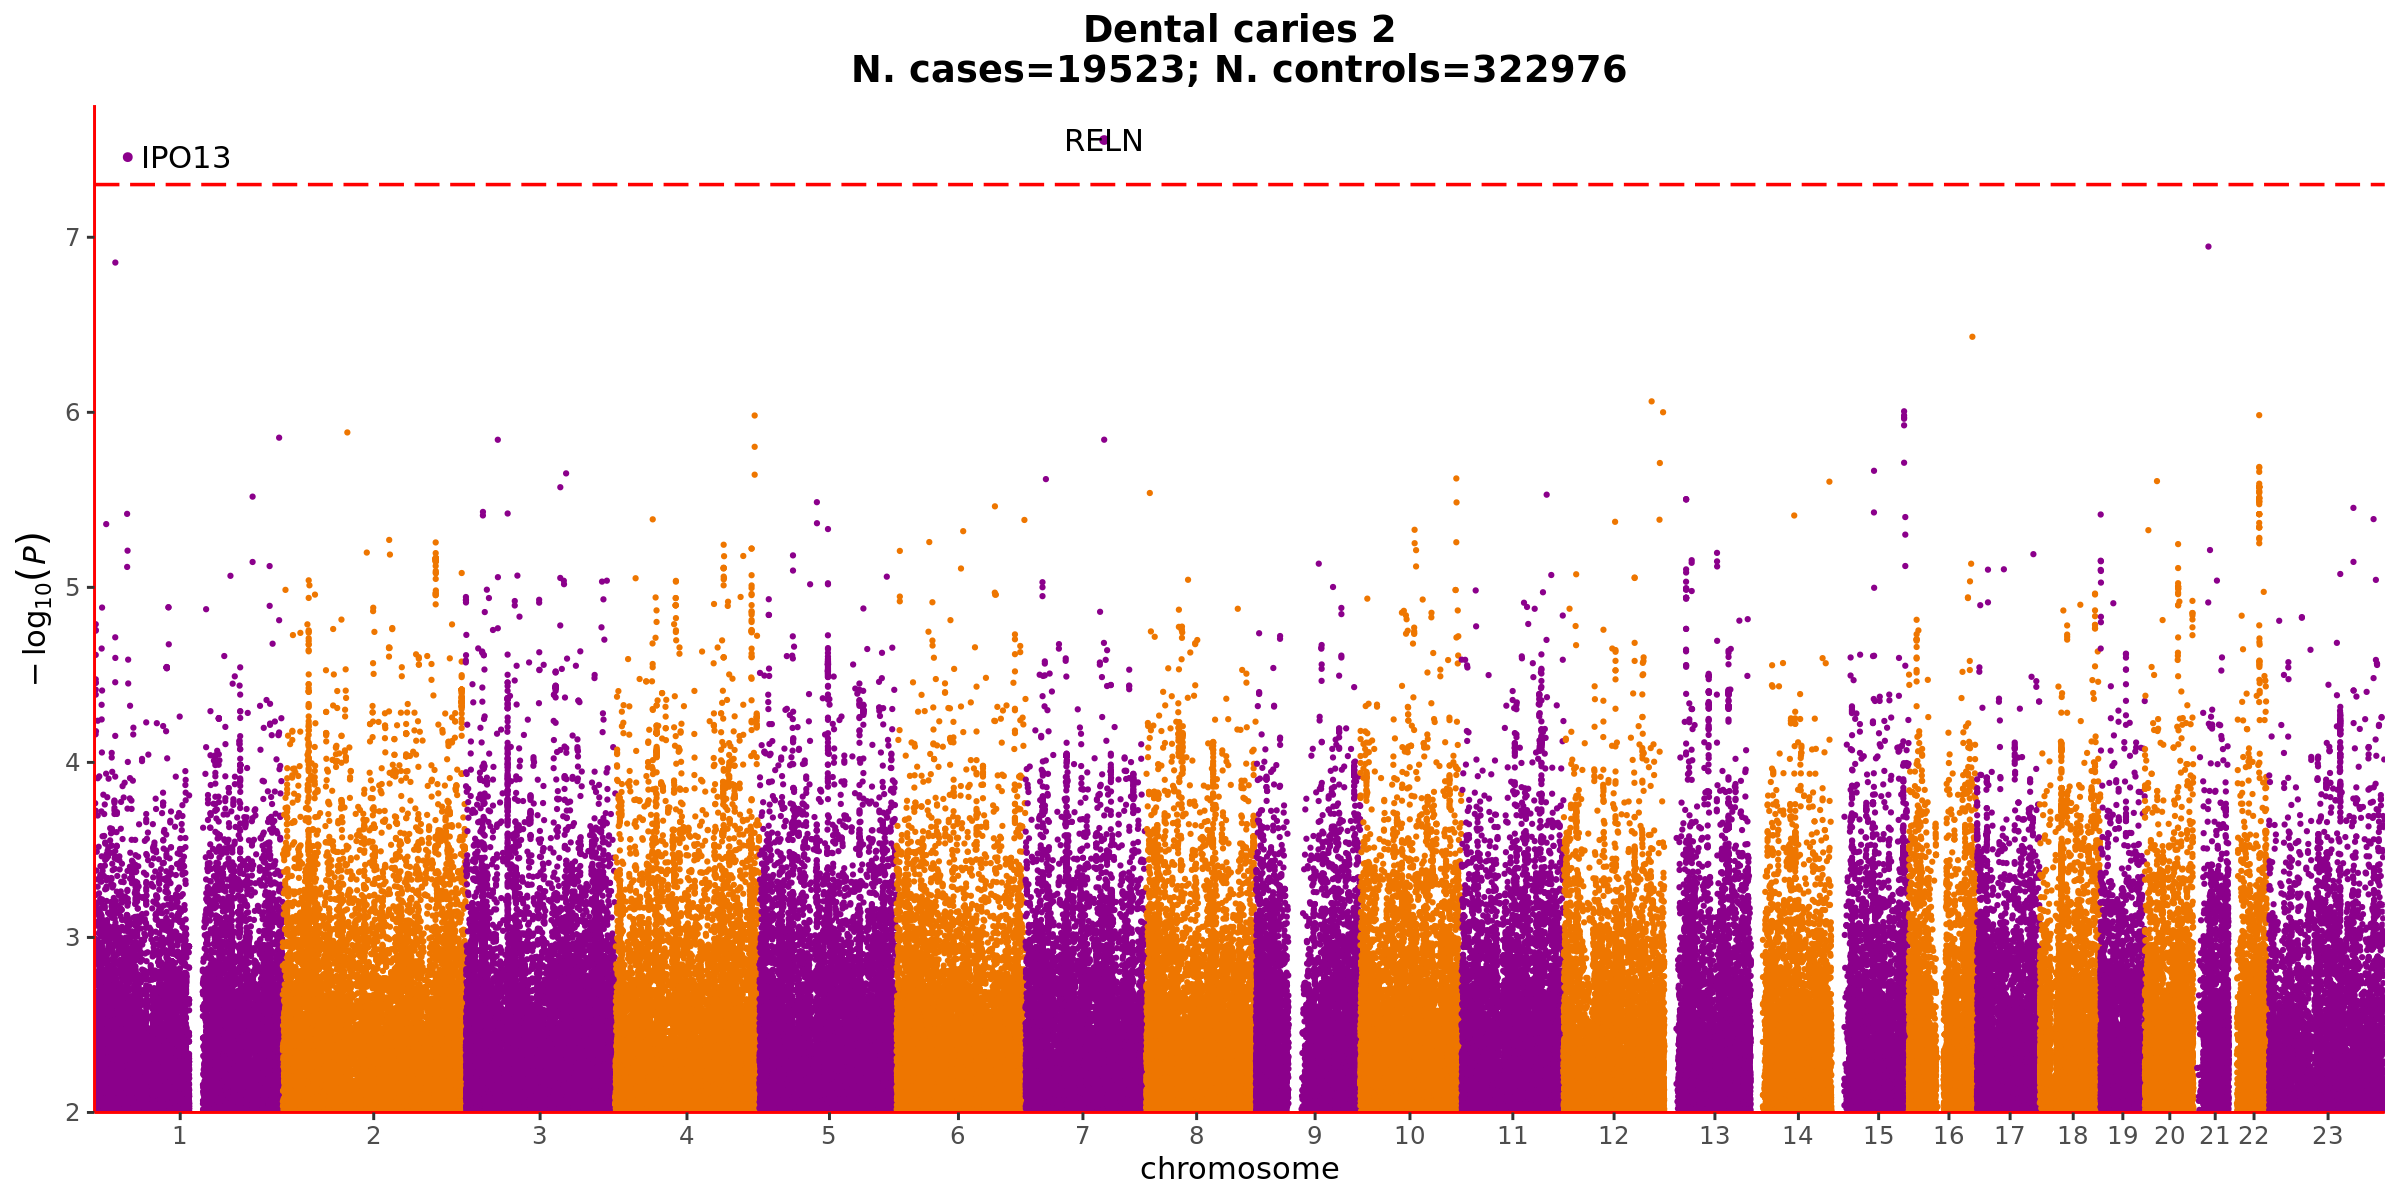 Dental caries 2
N. cases=19523; N. controls=322976
IPO13
RELN
7
6
5
4
3
2
−log10(P)
1 2 3 4 5 6 7 8 9 10 11 12 13 14 15 16 17 18 19 20 21 22 23
chromosome